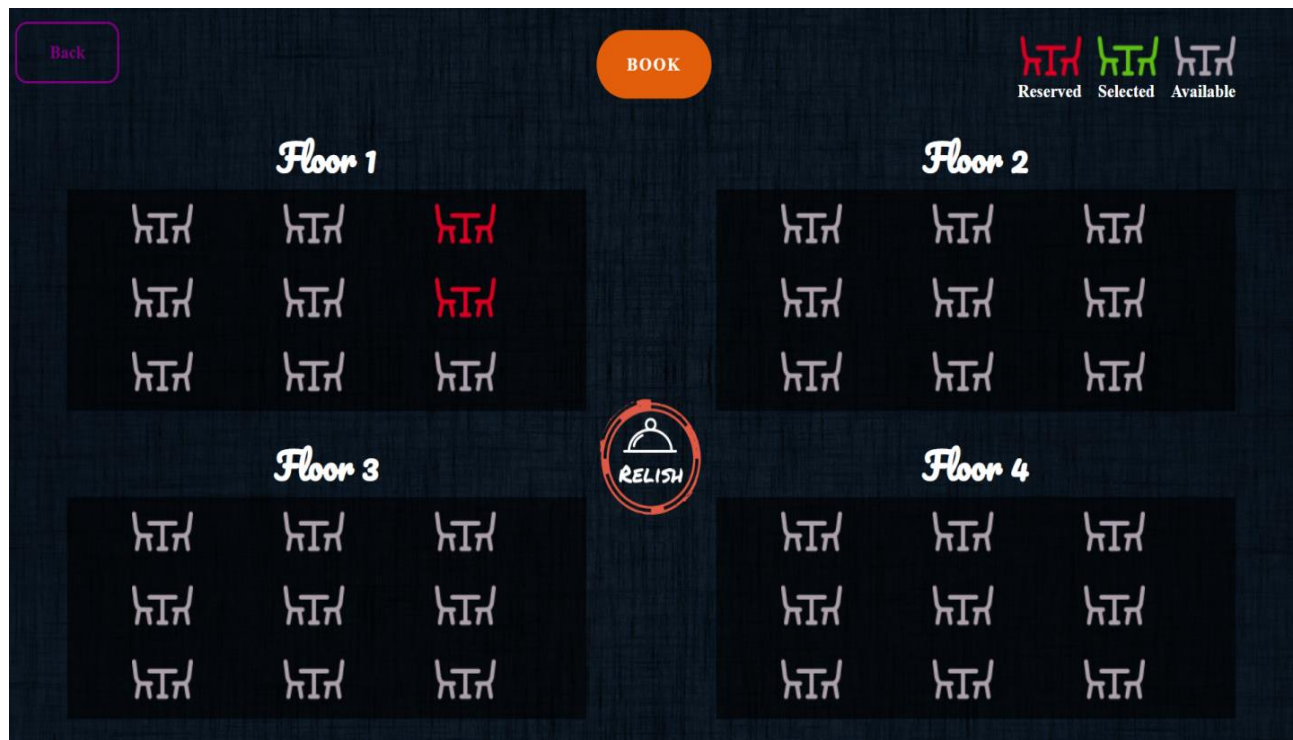 Back
BOOK
Reserved Selected Available
Floor 1
Floor 2
RELISH
Floor 3
Floor 4